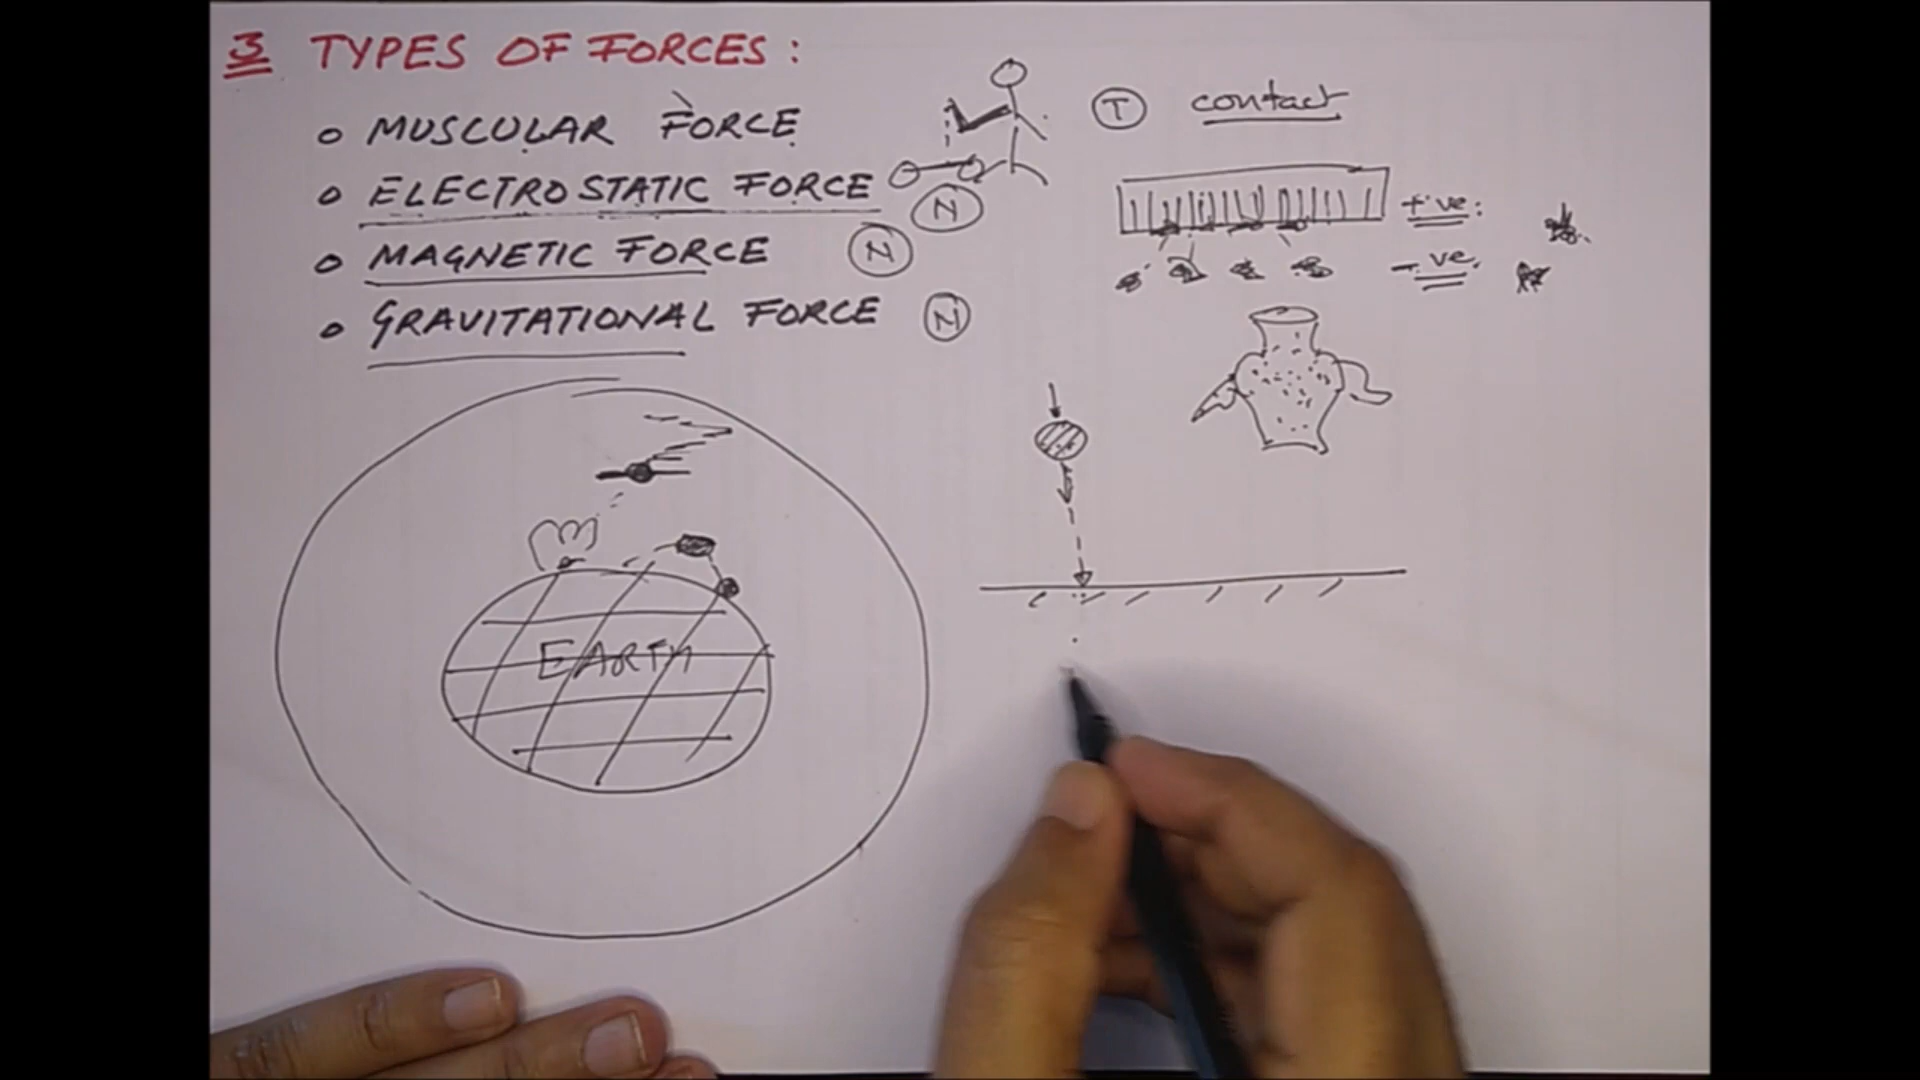 3 TYPES OF FORCES :
o MUSCULAR FORCE T contact
o ELECTROSTATIC FORCE N
+ve:
o MAGNETIC FORCE N
-ve.
o GRAVITATIONAL FORCE N
EARTH